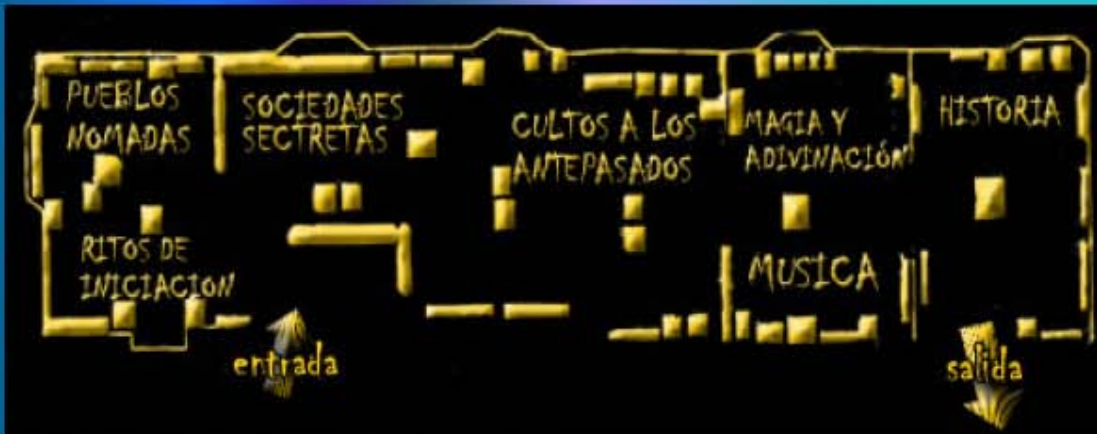 PUEBLOS
NOMADAS
SOCIEDADES
SECTRETAS
CULTOS A LOS
ANTEPASADOS
MAGIA Y
ADIVINACIÓN
HISTORIA
RITOS DE
INICIACION
MUSICA
entrada
salida